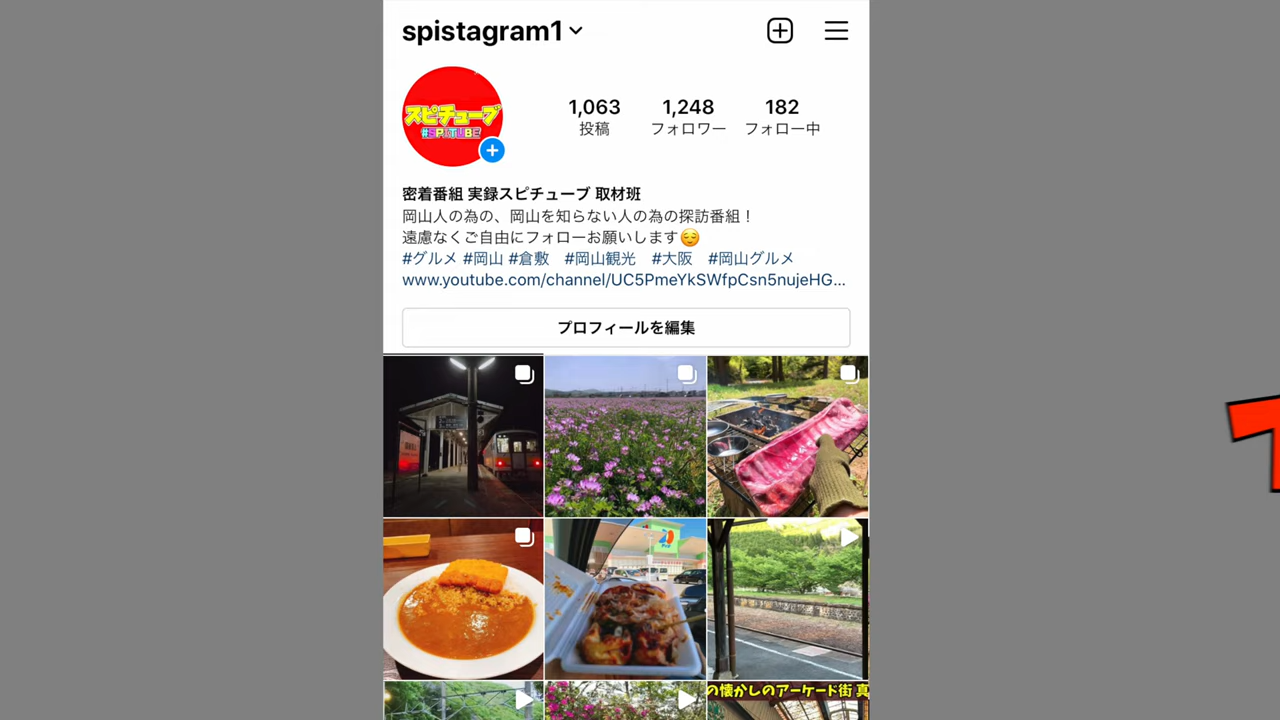 spistagram1
スピチューブ
#SPITUBE
1,063
1,248
182
投稿
フォロワー
フォロー中
密着番組 実録スピチューブ 取材班
岡山人の為の、岡山を知らない人の為の探訪番組！
遠慮なくご自由にフォローお願いします😌
#グルメ #岡山 #倉敷 #岡山観光 #大阪 #岡山グルメ
www.youtube.com/channel/UC5PmeYkSWfpCsn5nujeHG...
プロフィールを編集
の懐かしのアーケード街 真